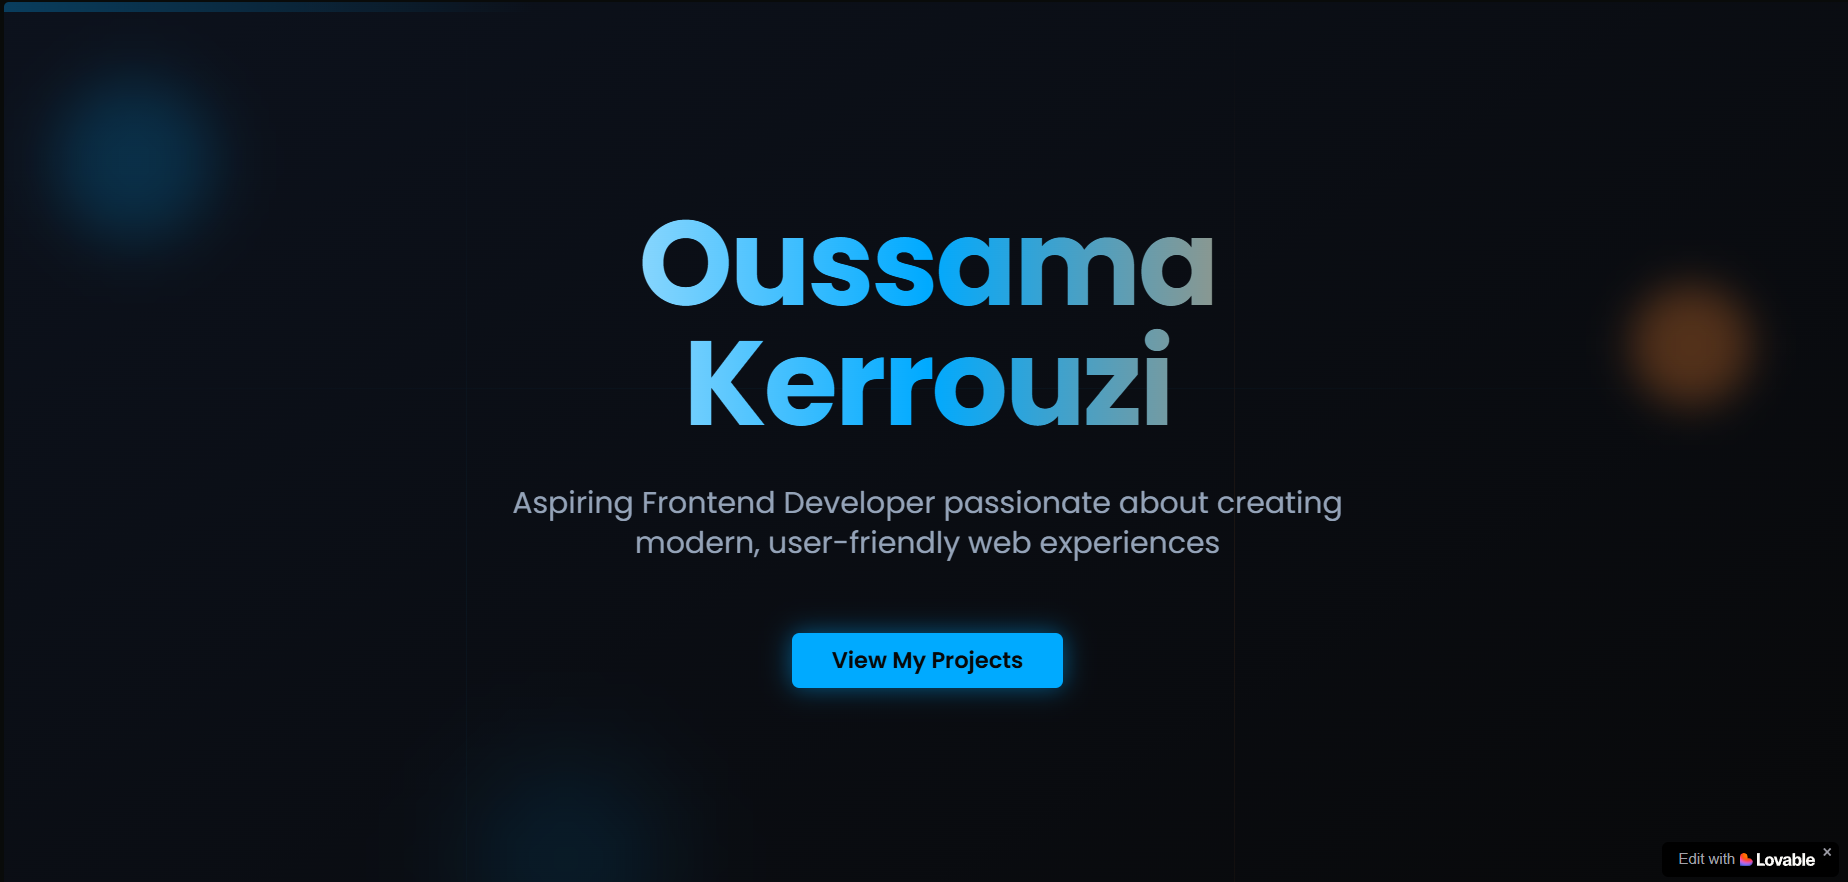 Oussama
Kerrouzi
Aspiring Frontend Developer passionate about creating
modern, user-friendly web experiences
View My Projects
Edit with Lovable ×